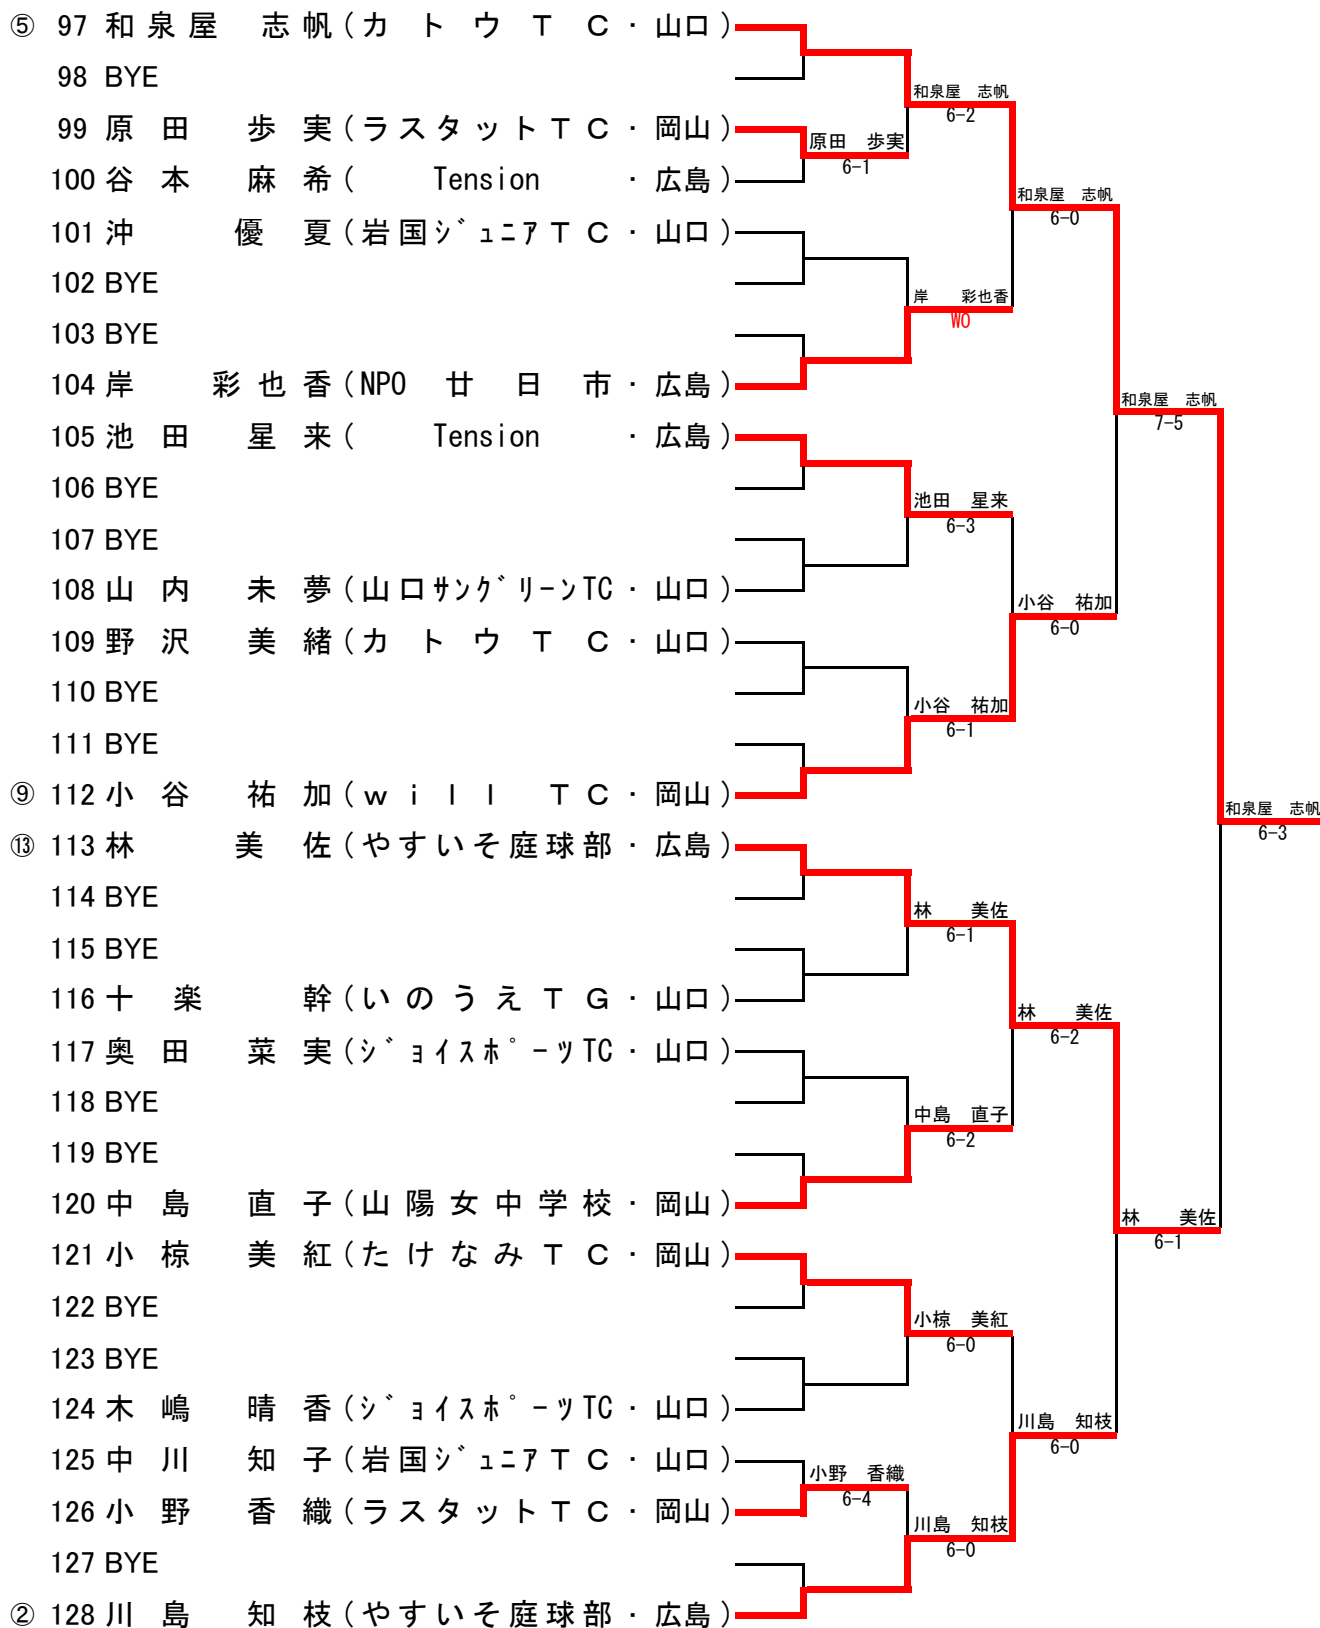 ⑤ 97 和泉屋 志帆 (カトウTC・山口)
98 BYE
和泉屋 志帆
6-2
99 原田 歩実 (ラスタットTC・岡山)
原田 歩実
6-1
100 谷本 麻希 (Tension・広島)
和泉屋 志帆
6-0
101 沖 優夏 (岩国ｼﾞｭﾆｱTC・山口)
102 BYE
岸 彩也香
WO
103 BYE
104 岸 彩也香 (NPO 廿日市・広島)
和泉屋 志帆
7-5
105 池田 星来 (Tension・広島)
106 BYE
池田 星来
6-3
107 BYE
108 山内 未夢 (山口ｻﾝｸﾞﾘｰﾝTC・山口)
小谷 祐加
6-0
109 野沢 美緒 (カトウTC・山口)
110 BYE
小谷 祐加
6-1
111 BYE
⑨ 112 小谷 祐加 (will TC・岡山)
和泉屋 志帆
6-3
⑬ 113 林 美佐 (やすいそ庭球部・広島)
114 BYE
林 美佐
6-1
115 BYE
116 十楽 幹 (いのうえTG・山口)
林 美佐
6-2
117 奥田 菜実 (ｼﾞｮｲｽﾎﾟｰﾂTC・山口)
118 BYE
中島 直子
6-2
119 BYE
120 中島 直子 (山陽女中学校・岡山)
林 美佐
6-1
121 小椋 美紅 (たけなみTC・岡山)
122 BYE
小椋 美紅
6-0
123 BYE
124 木嶋 晴香 (ｼﾞｮｲｽﾎﾟｰﾂTC・山口)
川島 知枝
6-0
125 中川 知子 (岩国ｼﾞｭﾆｱTC・山口)
小野 香織
6-4
126 小野 香織 (ラスタットTC・岡山)
川島 知枝
6-0
127 BYE
② 128 川島 知枝 (やすいそ庭球部・広島)